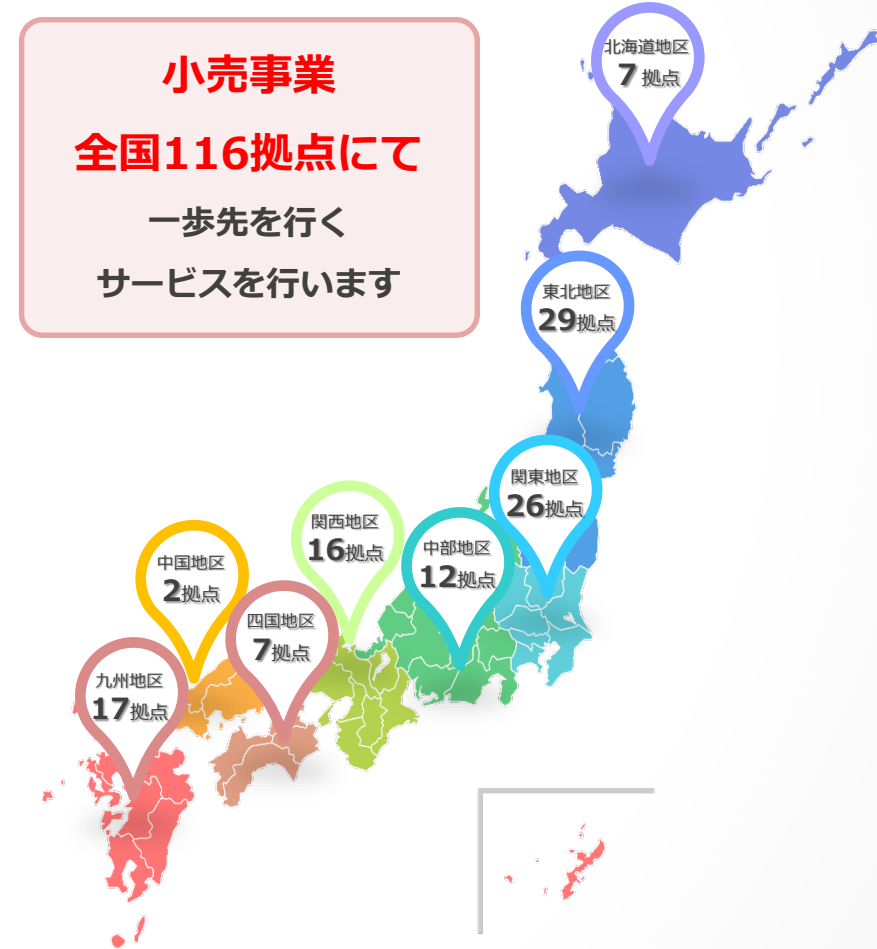 小売事業
全国116拠点にて
一歩先を行く
サービスを行います
北海道地区
7 拠点
東北地区
29拠点
関東地区
26拠点
関西地区
16拠点
中部地区
12拠点
中国地区
2拠点
四国地区
7拠点
九州地区
17拠点